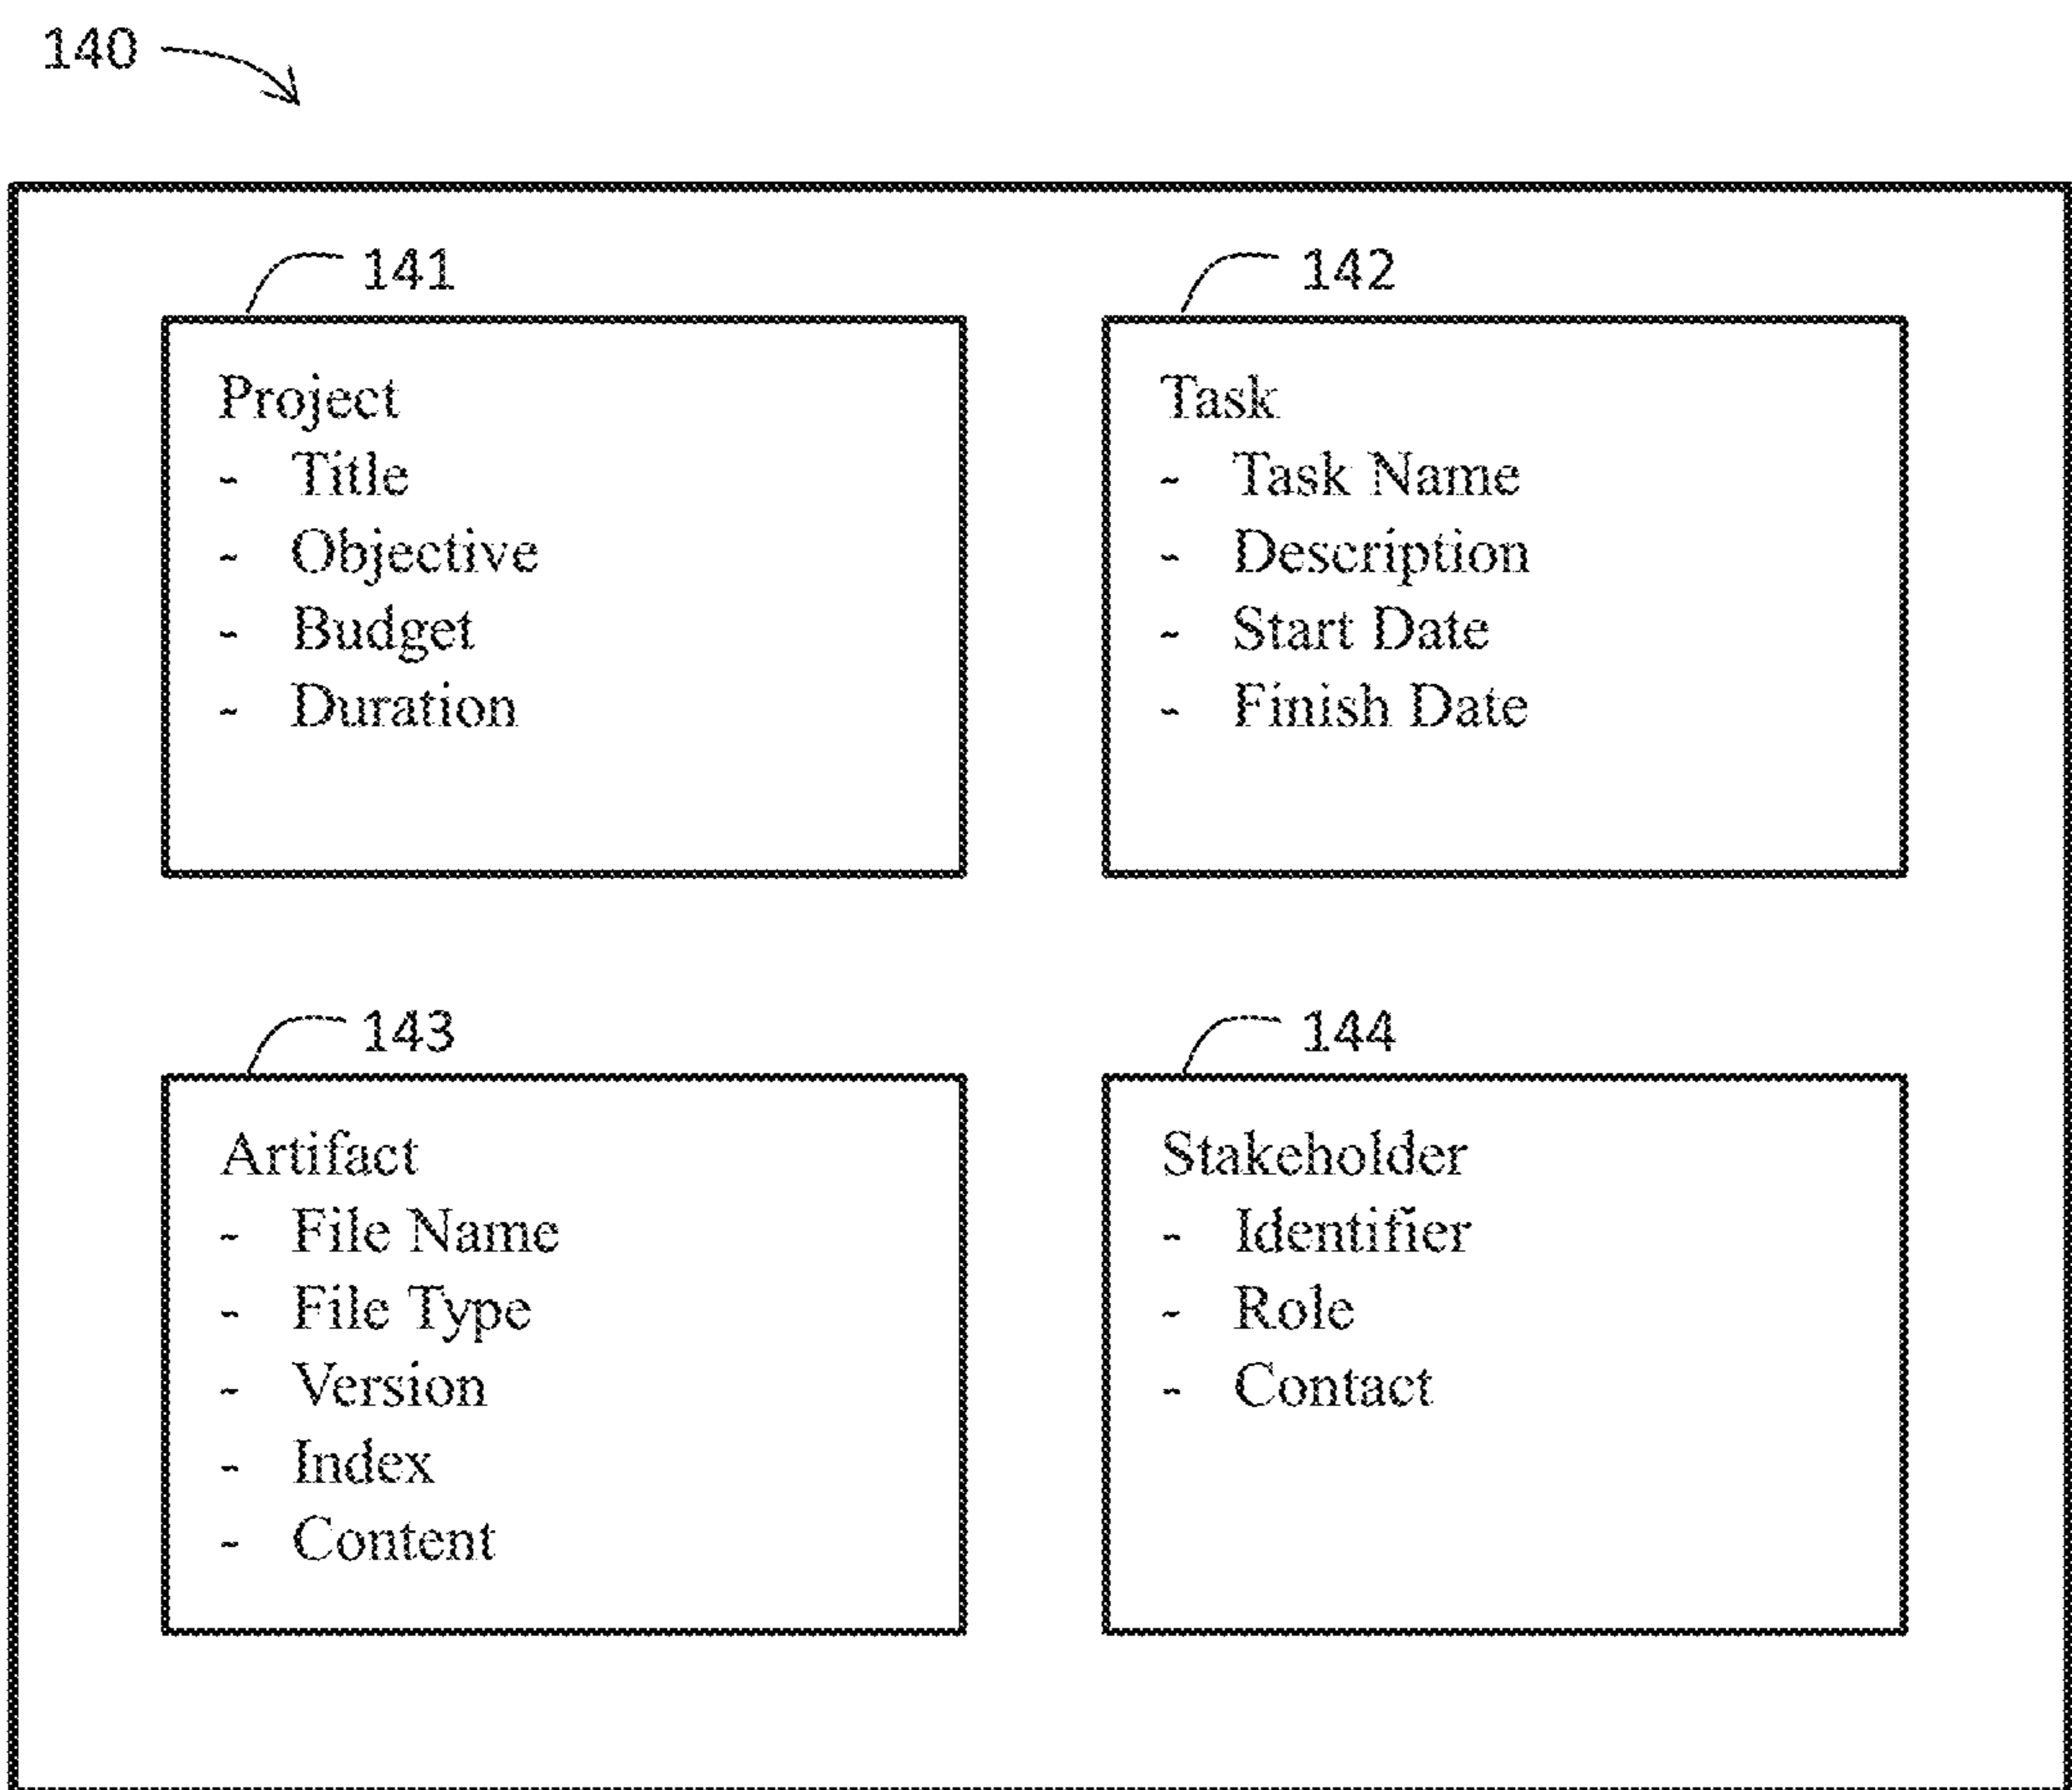 140
141
Project
- Title
- Objective
- Budget
- Duration
142
Task
- Task Name
- Description
- Start Date
- Finish Date
143
Artifact
- File Name
- File Type
- Version
- Index
- Content
144
Stakeholder
- Identifier
- Role
- Contact